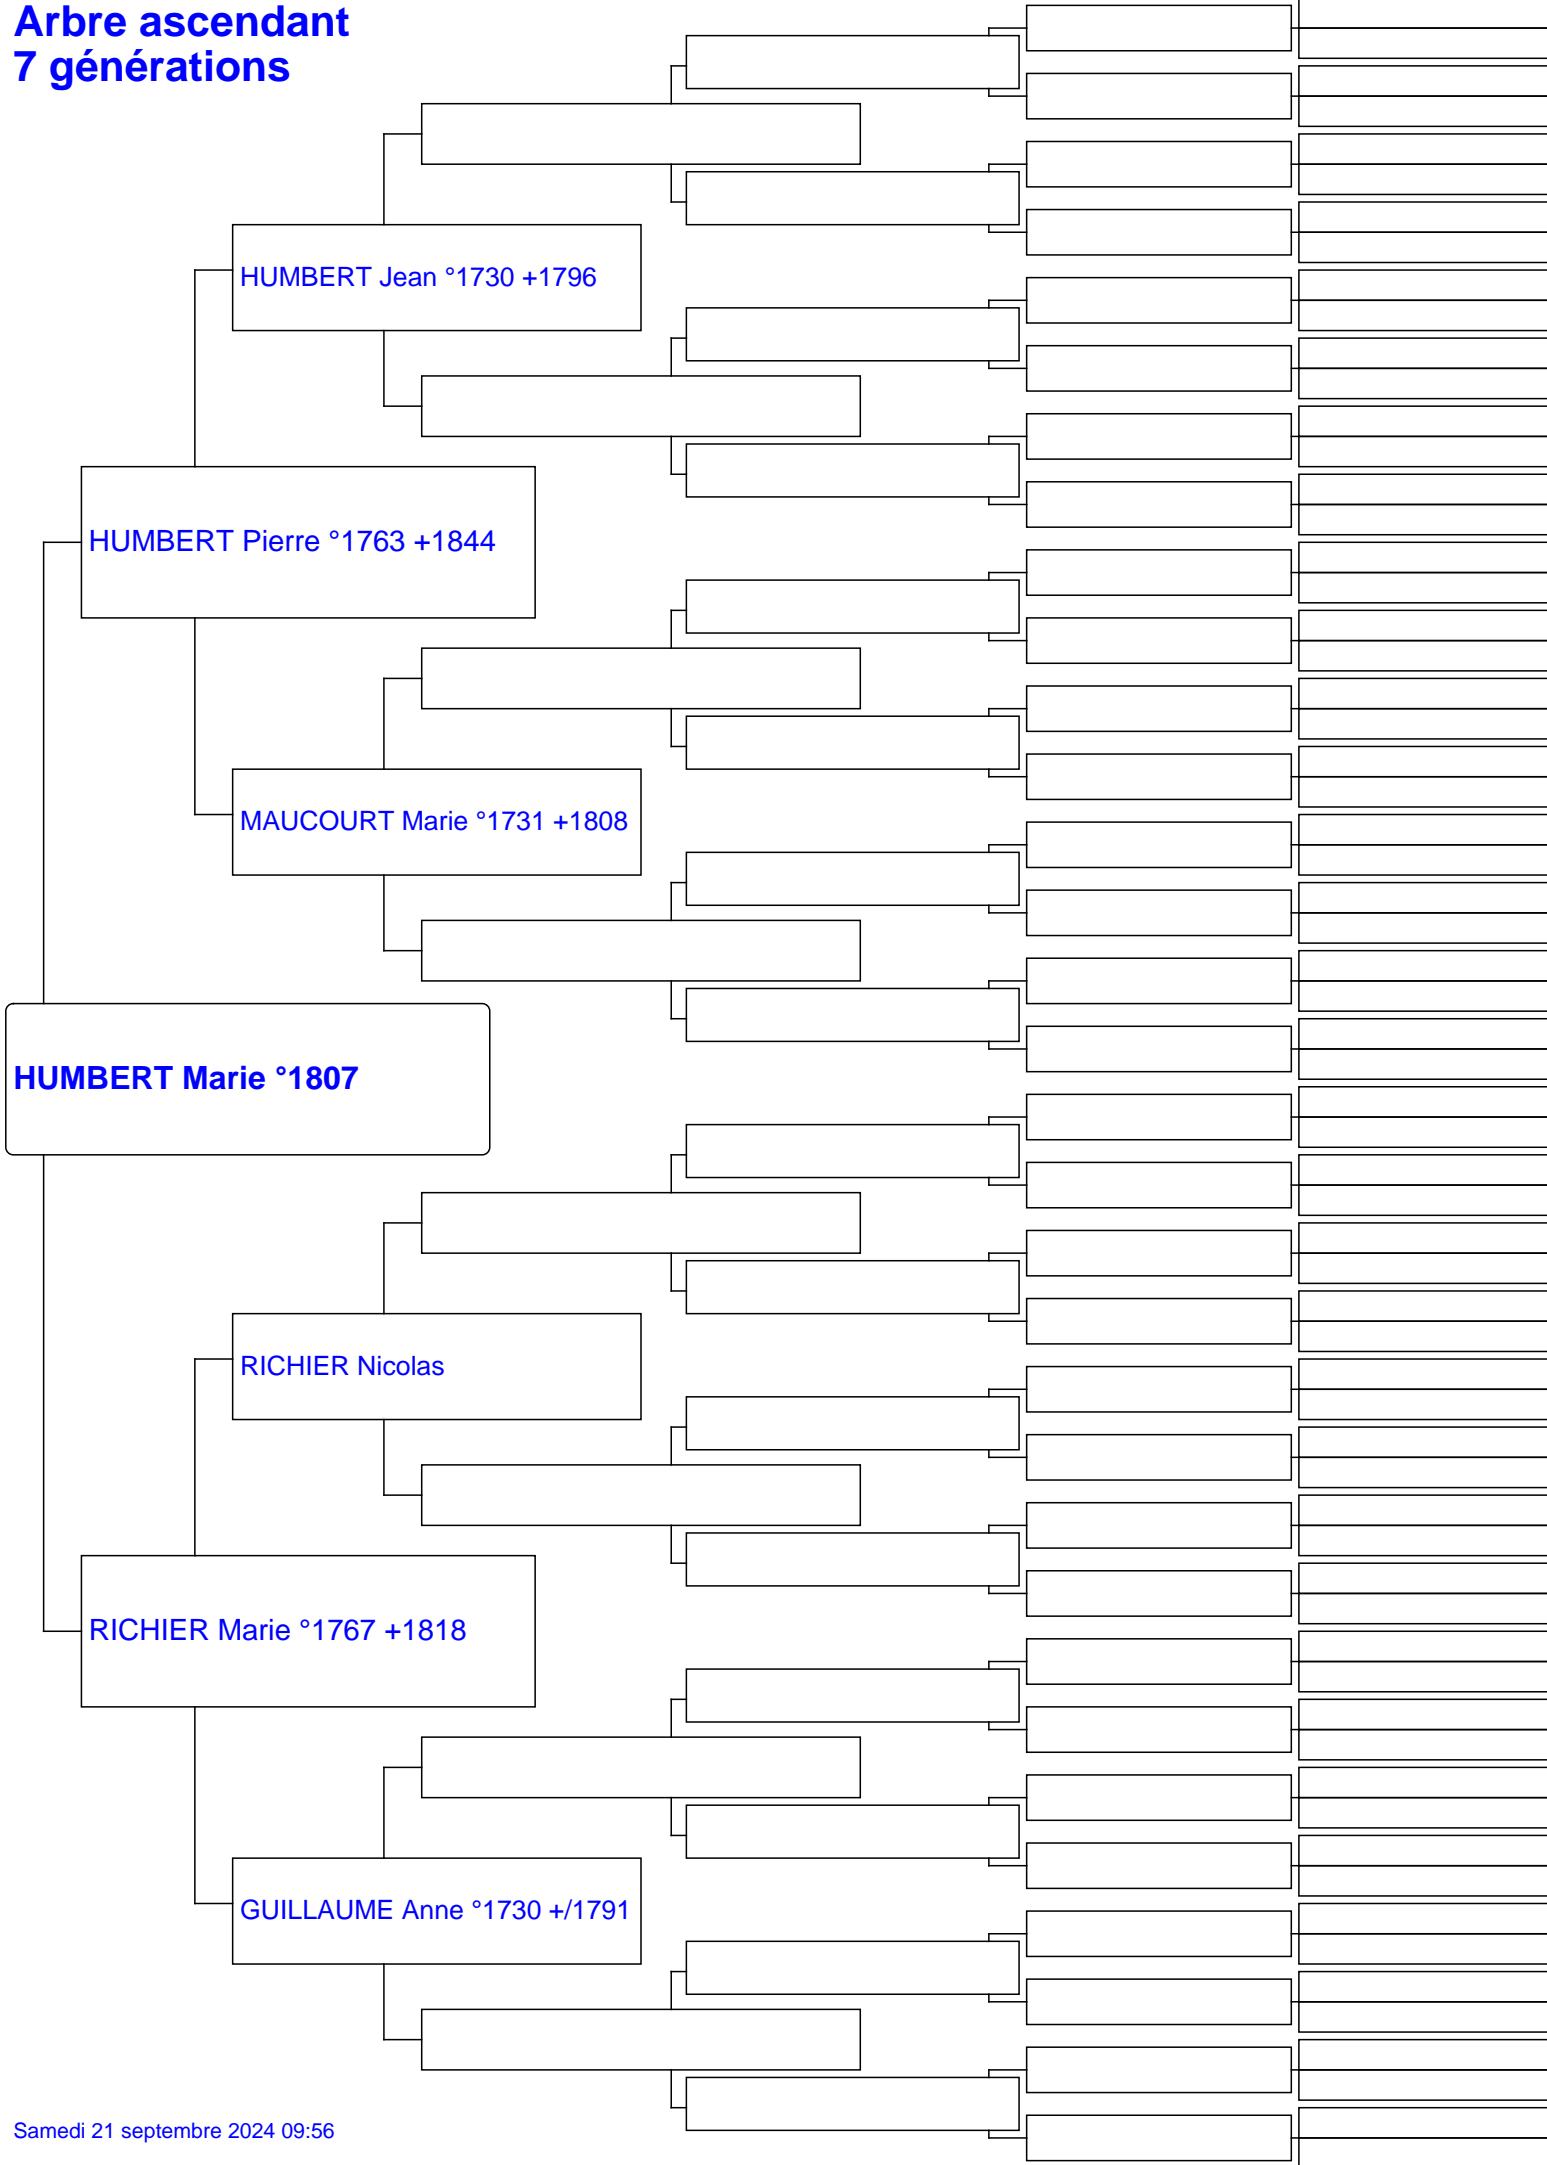 Arbre ascendant
7 générations
HUMBERT Jean °1730 +1796
HUMBERT Pierre °1763 +1844
MAUCOURT Marie °1731 +1808
HUMBERT Marie °1807
RICHIER Nicolas
RICHIER Marie °1767 +1818
GUILLAUME Anne °1730 +/1791
Samedi 21 septembre 2024 09:56